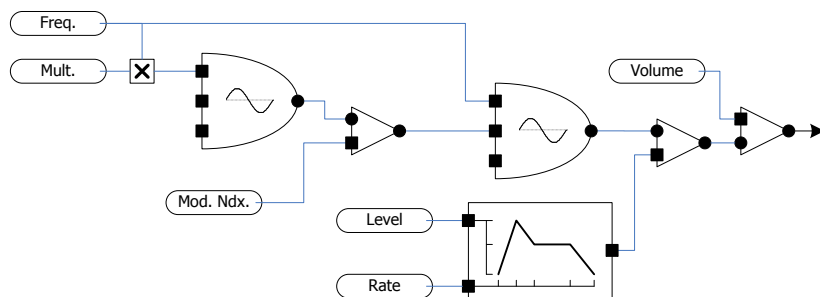 Freq.
Mult.
Volume
Mod. Ndx.
Level
Rate